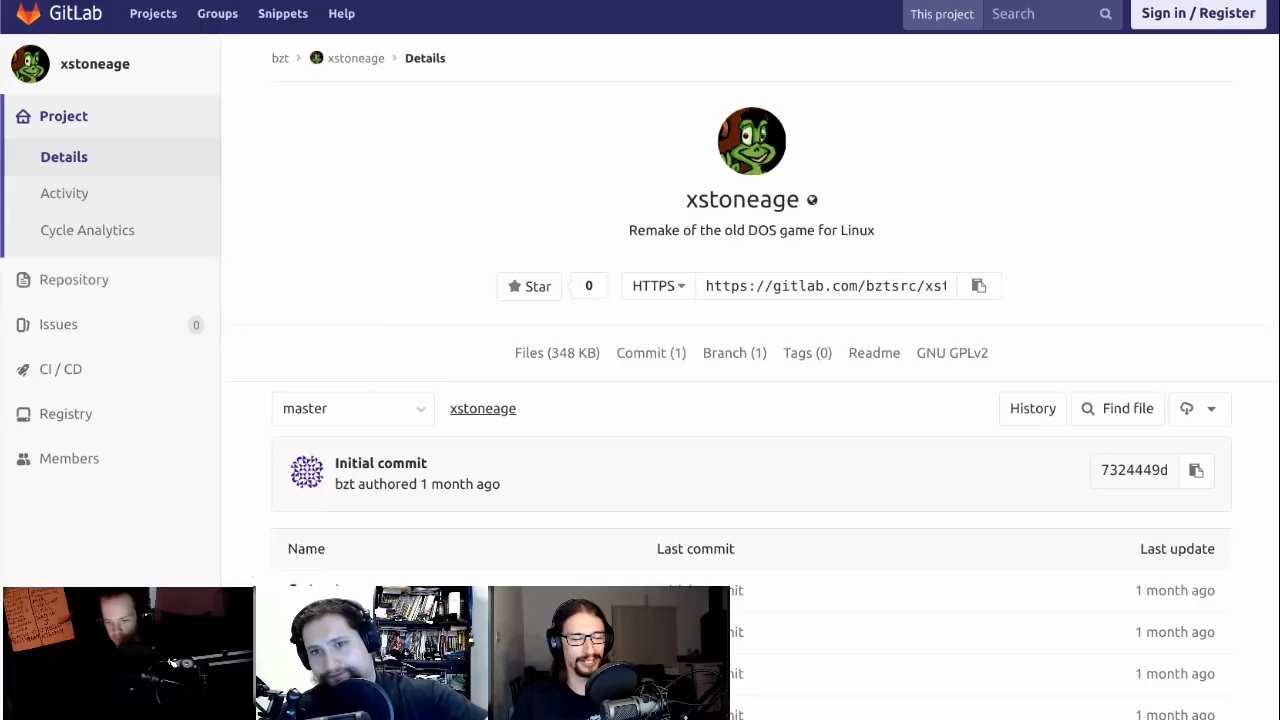 GitLab Projects Groups Snippets Help This project Search Sign in / Register
xstoneage
bzt > xstoneage > Details
Project
Details
Activity
Cycle Analytics
Repository
Issues 0
CI / CD
Registry
Members
xstoneage
Remake of the old DOS game for Linux
Star 0 HTTPS https://gitlab.com/bztsrc/xst
Files (348 KB) Commit (1) Branch (1) Tags (0) Readme GNU GPLv2
master xstoneage History Find file
Initial commit
bzt authored 1 month ago
7324449d
Name Last commit Last update
1 month ago
1 month ago
1 month ago
1 month ago